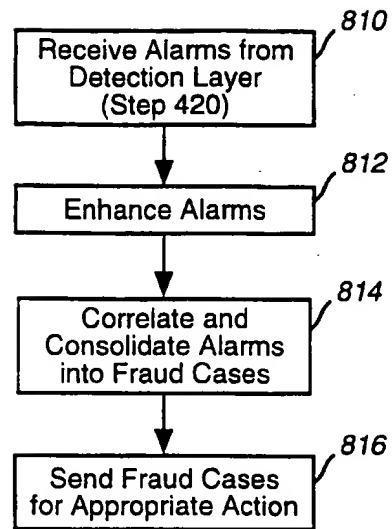 810
Receive Alarms from
Detection Layer
(Step 420)
812
Enhance Alarms
814
Correlate and
Consolidate Alarms
into Fraud Cases
816
Send Fraud Cases
for Appropriate Action